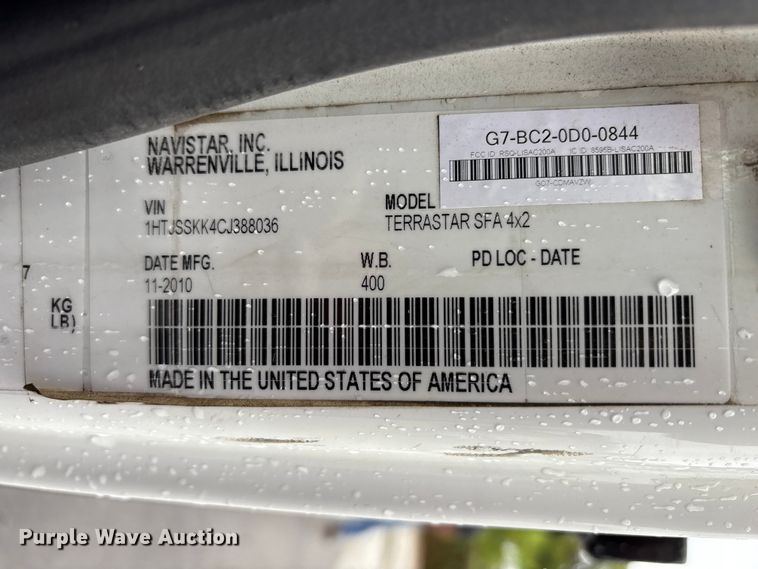 NAVISTAR, INC.
WARRENVILLE, ILLINOIS
G7-BC2-0D0-0844
FCC ID: RSQ-LISAC200A IC ID: 8595B-LISAC200A
VIN
1HTJSSKK4CJ388036
MODEL
TERRASTAR SFA 4x2
DATE MFG.
11-2010
W.B.
400
PD LOC - DATE
7
KG
LB)
MADE IN THE UNITED STATES OF AMERICA
Purple Wave Auction